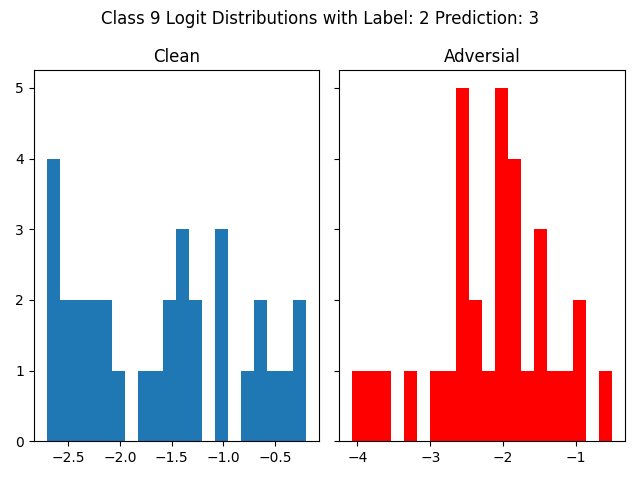 Class 9 Logit Distributions with Label: 2 Prediction: 3
Clean
Adversial
5
4
3
2
1
0
−2.5 −2.0 −1.5 −1.0 −0.5
−4 −3 −2 −1